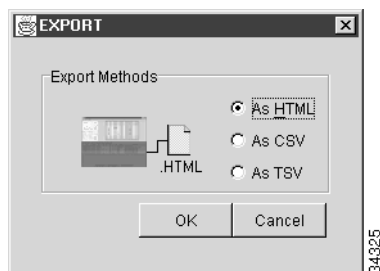 EXPORT
Export Methods
As HTML
As CSV
.HTML
As TSV
OK
Cancel
34325